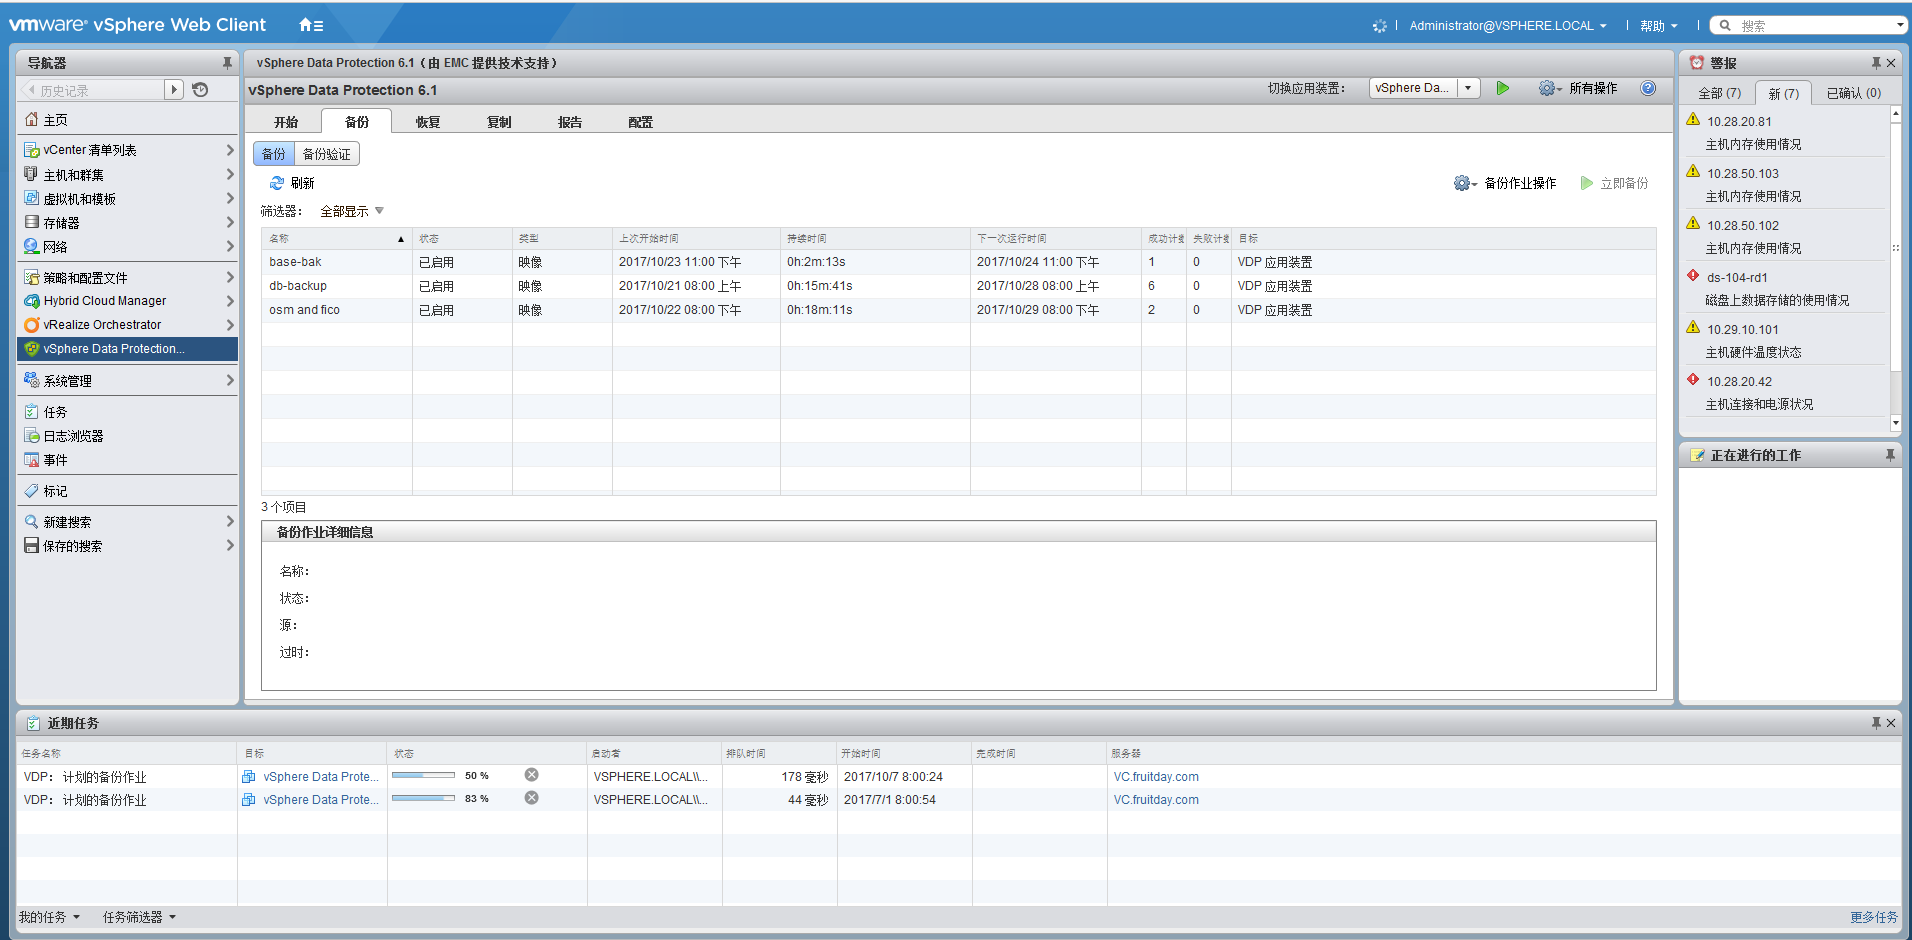 vmware® vSphere Web Client
Administrator@VSPHERE.LOCAL
帮助
搜索
导航器
历史记录
主页
vCenter 清单列表
主机和群集
虚拟机和模板
存储器
网络
策略和配置文件
Hybrid Cloud Manager
vRealize Orchestrator
vSphere Data Protection...
系统管理
任务
日志浏览器
事件
标记
新建搜索
保存的搜索
vSphere Data Protection 6.1 ( 由 EMC 提供技术支持 )
vSphere Data Protection 6.1
切换应用装置:
vSphere Da...
所有操作
开始 备份 恢复 复制 报告 配置
备份 备份验证
刷新
备份作业操作
立即备份
筛选器: 全部显示
名称 状态 类型 上次开始时间 持续时间 下一次运行时间 成功计数 失败计数 目标
base-bak 已启用 映像 2017/10/23 11:00 下午 0h:2m:13s 2017/10/24 11:00 下午 1 0 VDP 应用装置
db-backup 已启用 映像 2017/10/21 08:00 上午 0h:15m:41s 2017/10/28 08:00 上午 6 0 VDP 应用装置
osm and fico 已启用 映像 2017/10/22 08:00 下午 0h:18m:11s 2017/10/29 08:00 下午 2 0 VDP 应用装置
3 个项目
备份作业详细信息
名称:
状态:
源:
过时:
警报
全部 (7) 新 (7) 已确认 (0)
10.28.20.81
主机内存使用情况
10.28.50.103
主机内存使用情况
10.28.50.102
主机内存使用情况
ds-104-rd1
磁盘上数据存储的使用情况
10.29.10.101
主机硬件温度状态
10.28.20.42
主机连接和电源状况
正在进行的工作
近期任务
任务名称 目标 状态 启动者 排队时间 开始时间 完成时间 服务器
VDP: 计划的备份作业 vSphere Data Prote... 50 % VSPHERE.LOCAL\\... 178 毫秒 2017/10/7 8:00:24 VC.fruitday.com
VDP: 计划的备份作业 vSphere Data Prote... 83 % VSPHERE.LOCAL\\... 44 毫秒 2017/7/1 8:00:54 VC.fruitday.com
我的任务 任务筛选器 更多任务